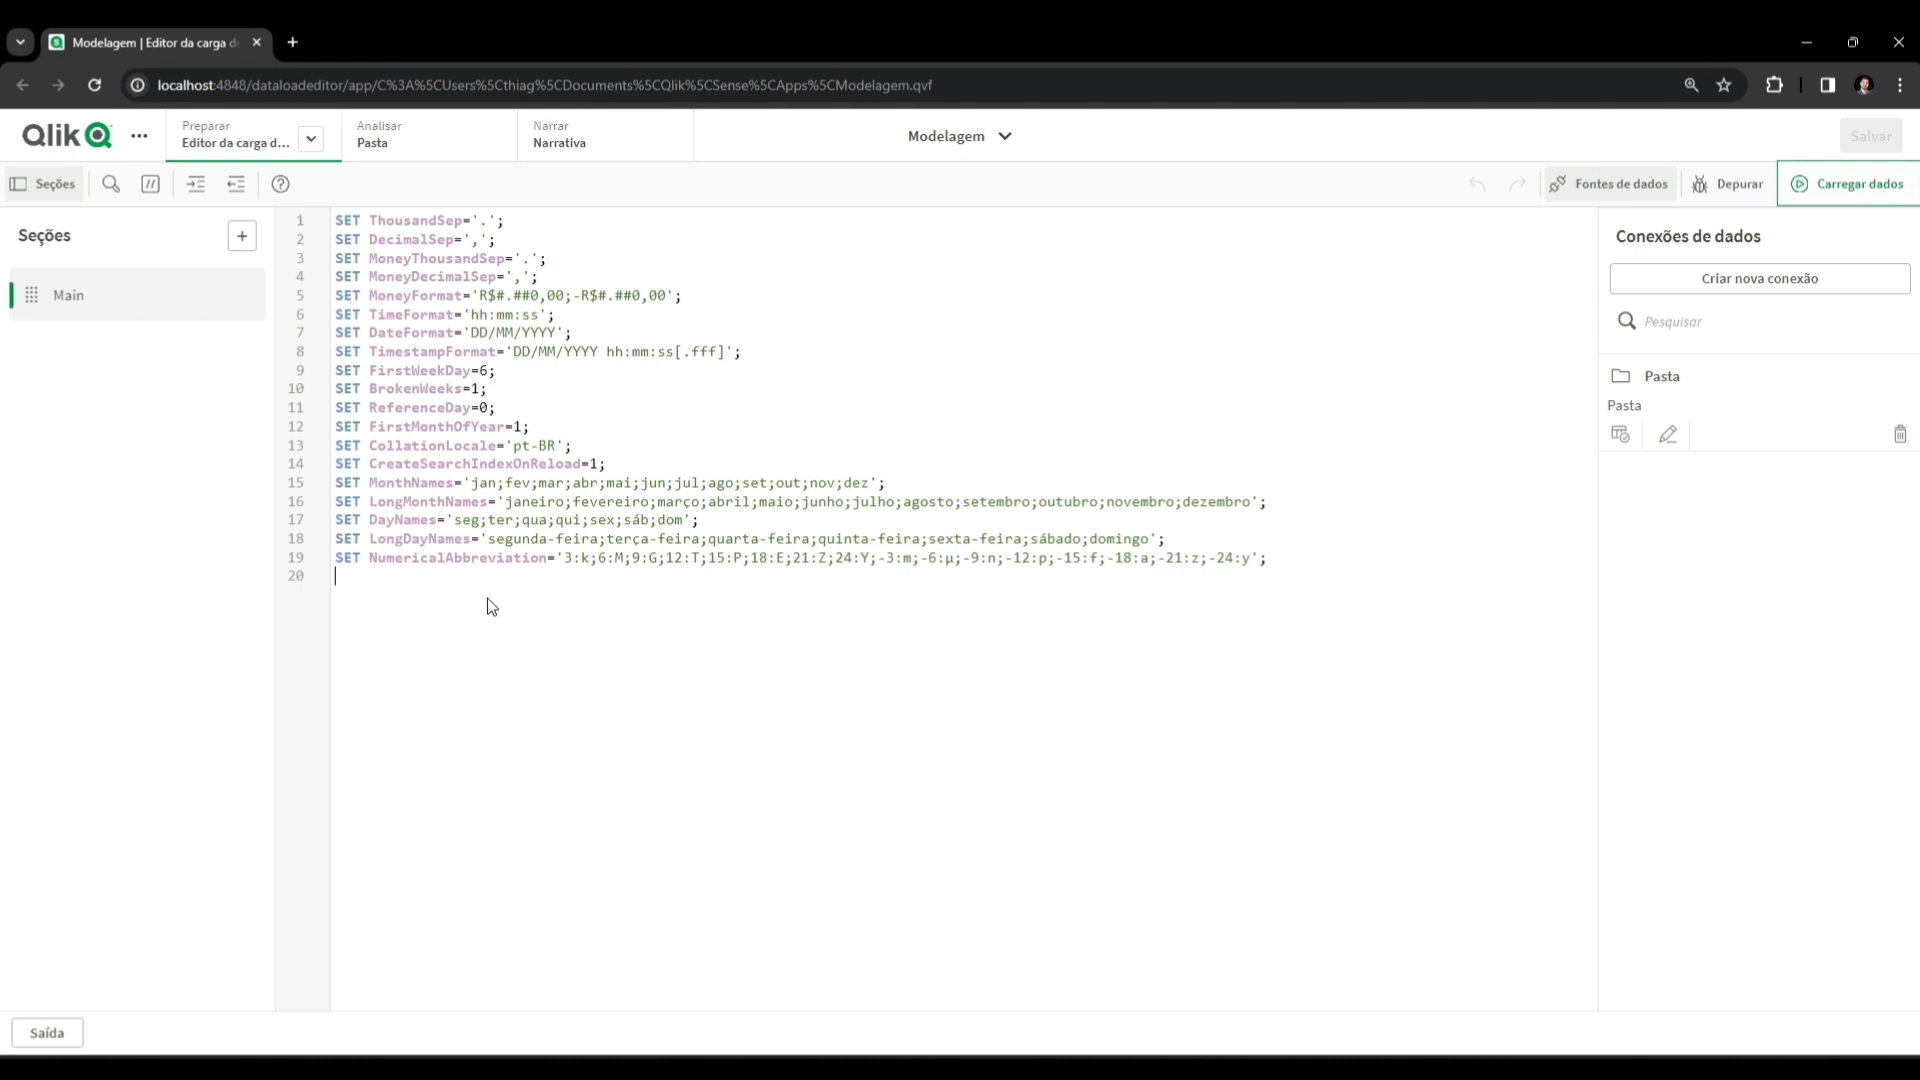 Modelagem | Editor da carga d
localhost:4848/dataloadeditor/app/C%3A%5CUsers%5Cthiag%5CDocuments%5CQlik%5CSense%5CApps%5CModelagem.qvf
Qlik
Preparar
Editor da carga d...
Analisar
Pasta
Narrar
Narrativa
Modelagem
Salvar
Seções
Fontes de dados
Depurar
Carregar dados
Seções
Main
1 SET ThousandSep='.';
2 SET DecimalSep=',';
3 SET MoneyThousandSep='.';
4 SET MoneyDecimalSep=',';
5 SET MoneyFormat='R$#.##0,00;-R$#.##0,00';
6 SET TimeFormat='hh:mm:ss';
7 SET DateFormat='DD/MM/YYYY';
8 SET TimestampFormat='DD/MM/YYYY hh:mm:ss[.fff]';
9 SET FirstWeekDay=6;
10 SET BrokenWeeks=1;
11 SET ReferenceDay=0;
12 SET FirstMonthOfYear=1;
13 SET CollationLocale='pt-BR';
14 SET CreateSearchIndexOnReload=1;
15 SET MonthNames='jan;fev;mar;abr;mai;jun;jul;ago;set;out;nov;dez';
16 SET LongMonthNames='janeiro;fevereiro;março;abril;maio;junho;julho;agosto;setembro;outubro;novembro;dezembro';
17 SET DayNames='seg;ter;qua;qui;sex;sáb;dom';
18 SET LongDayNames='segunda-feira;terça-feira;quarta-feira;quinta-feira;sexta-feira;sábado;domingo';
19 SET NumericalAbbreviation='3:k;6:M;9:G;12:T;15:P;18:E;21:Z;24:Y;-3:m;-6:μ;-9:n;-12:p;-15:f;-18:a;-21:z;-24:y';
20
Conexões de dados
Criar nova conexão
Pesquisar
Pasta
Pasta
Saída